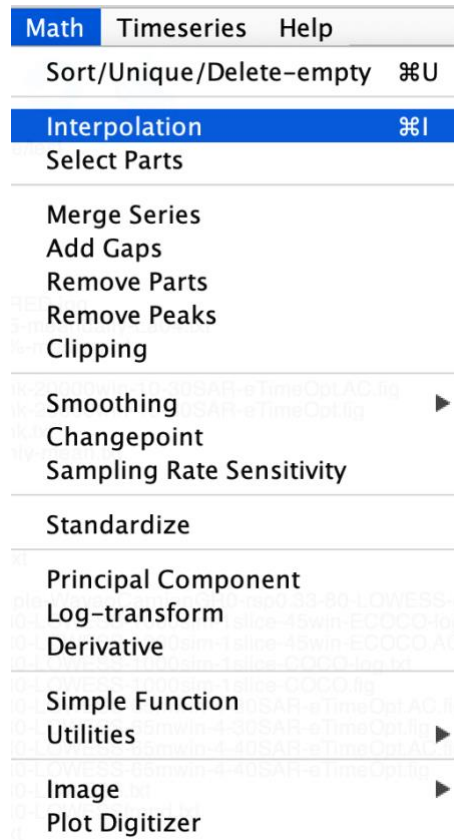 Math Timeseries Help
Sort/Unique/Delete-empty ⌘U
Interpolation ⌘I
Select Parts
Merge Series
Add Gaps
Remove Parts
Remove Peaks
Clipping
Smoothing
Changepoint
Sampling Rate Sensitivity
Standardize
Principal Component
Log-transform
Derivative
Simple Function
Utilities
Image
Plot Digitizer